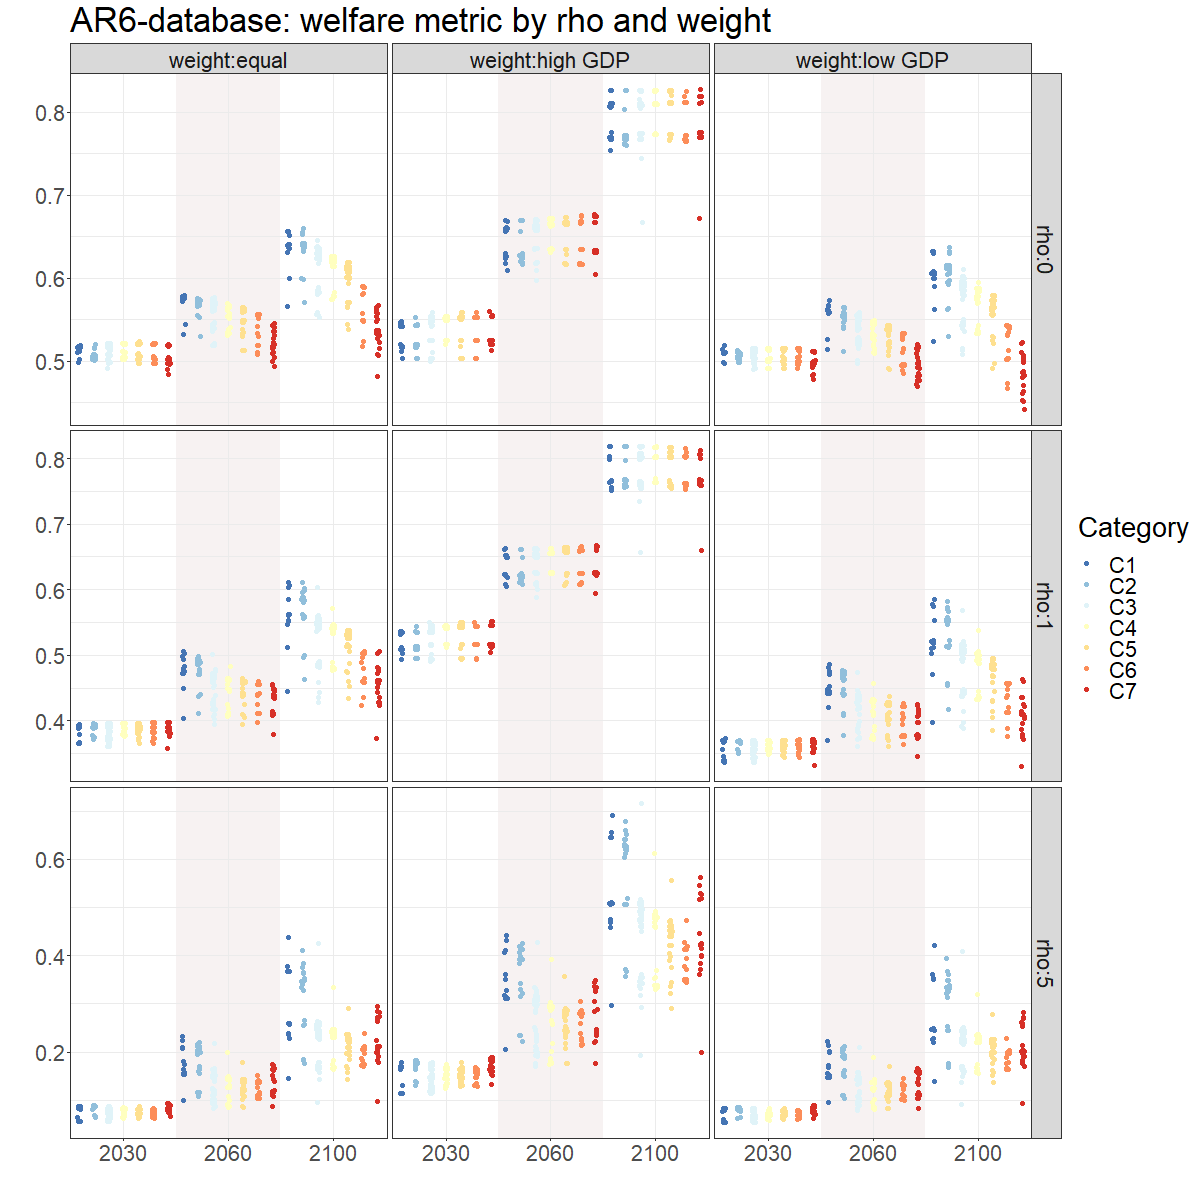 AR6-database: welfare metric by rho and weight
weight:equal
weight:high GDP
weight:low GDP
0.8
0.7
0.6
0.5
rho:0
0.8
0.7
0.6
0.5
0.4
rho:1
0.6
0.4
0.2
rho:5
2030
2060
2100
2030
2060
2100
2030
2060
2100
Category
C1
C2
C3
C4
C5
C6
C7